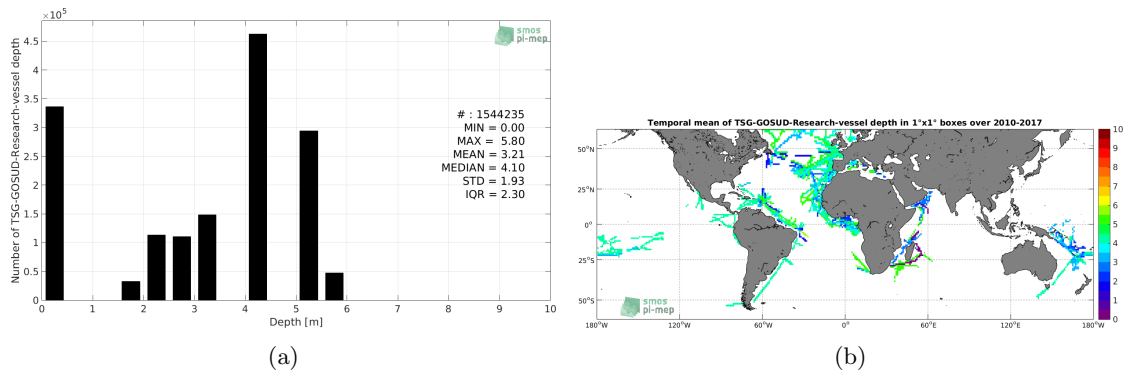 ×10⁵
4.5
4
3.5
3
2.5
2
1.5
1
0.5
0
Number of TSG-GOSUD-Research-vessel depth
0 1 2 3 4 5 6 7 8 9 10
Depth [m]
smos
pi-mep
# : 1544235
MIN = 0.00
MAX = 5.80
MEAN = 3.21
MEDIAN = 4.10
STD = 1.93
IQR = 2.30
(a)
Temporal mean of TSG-GOSUD-Research-vessel depth in 1°x1° boxes over 2010-2017
50°N
25°N
0°
25°S
50°S
180°W 120°W 60°W 0° 60°E 120°E 180°W
smos
pi-mep
10
9
8
7
6
5
4
3
2
1
0
(b)